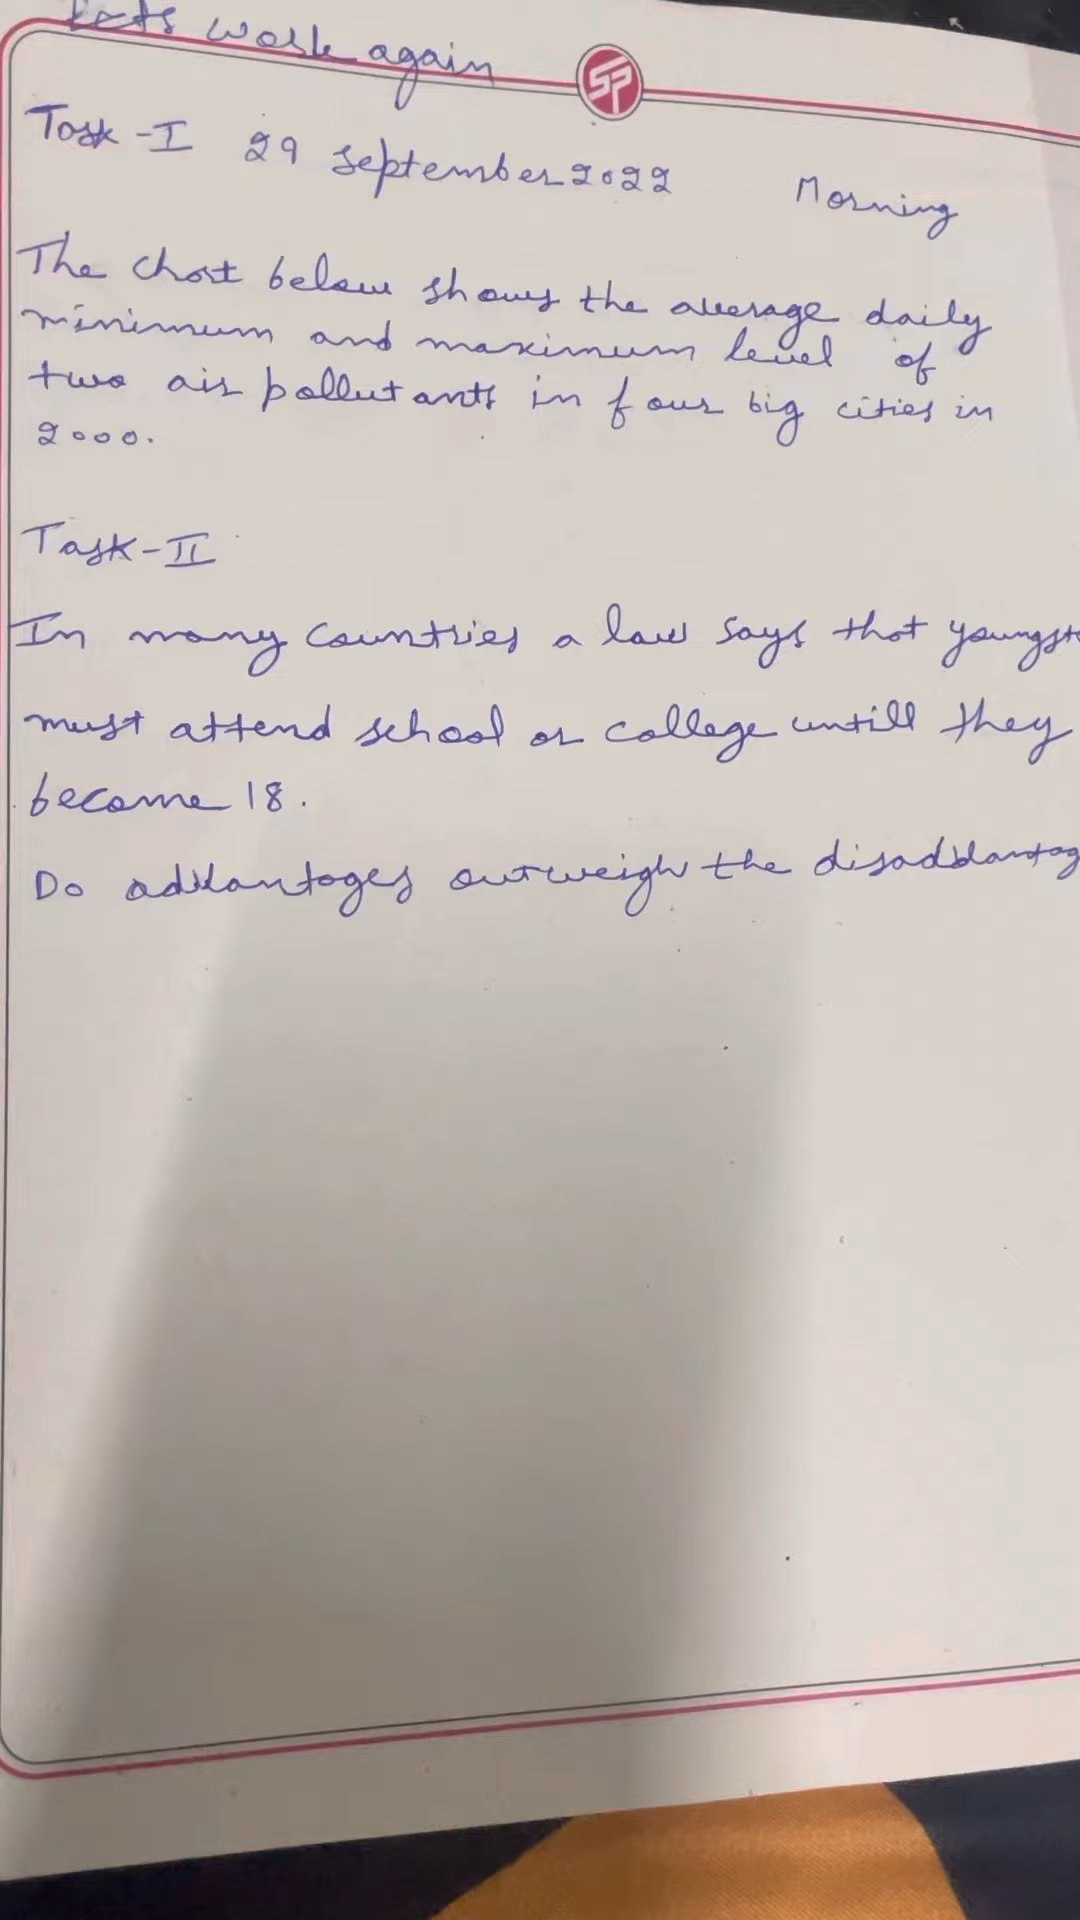 Lets work again
SP
Task-I 29 September 2022 Morning
The chart below shows the average daily
minimum and maximum level of
two air pollutants in four big cities in
2000.
Task-II
In many countries a law says that youngst
must attend school or college untill they
become 18.
Do advantages outweigh the disadvantag